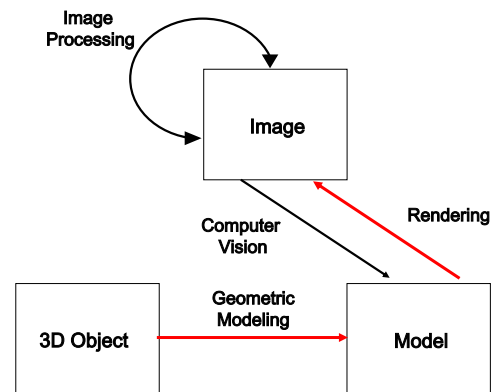 Image
Processing
Image
Rendering
Computer
Vision
Geometric
Modeling
3D Object
Model